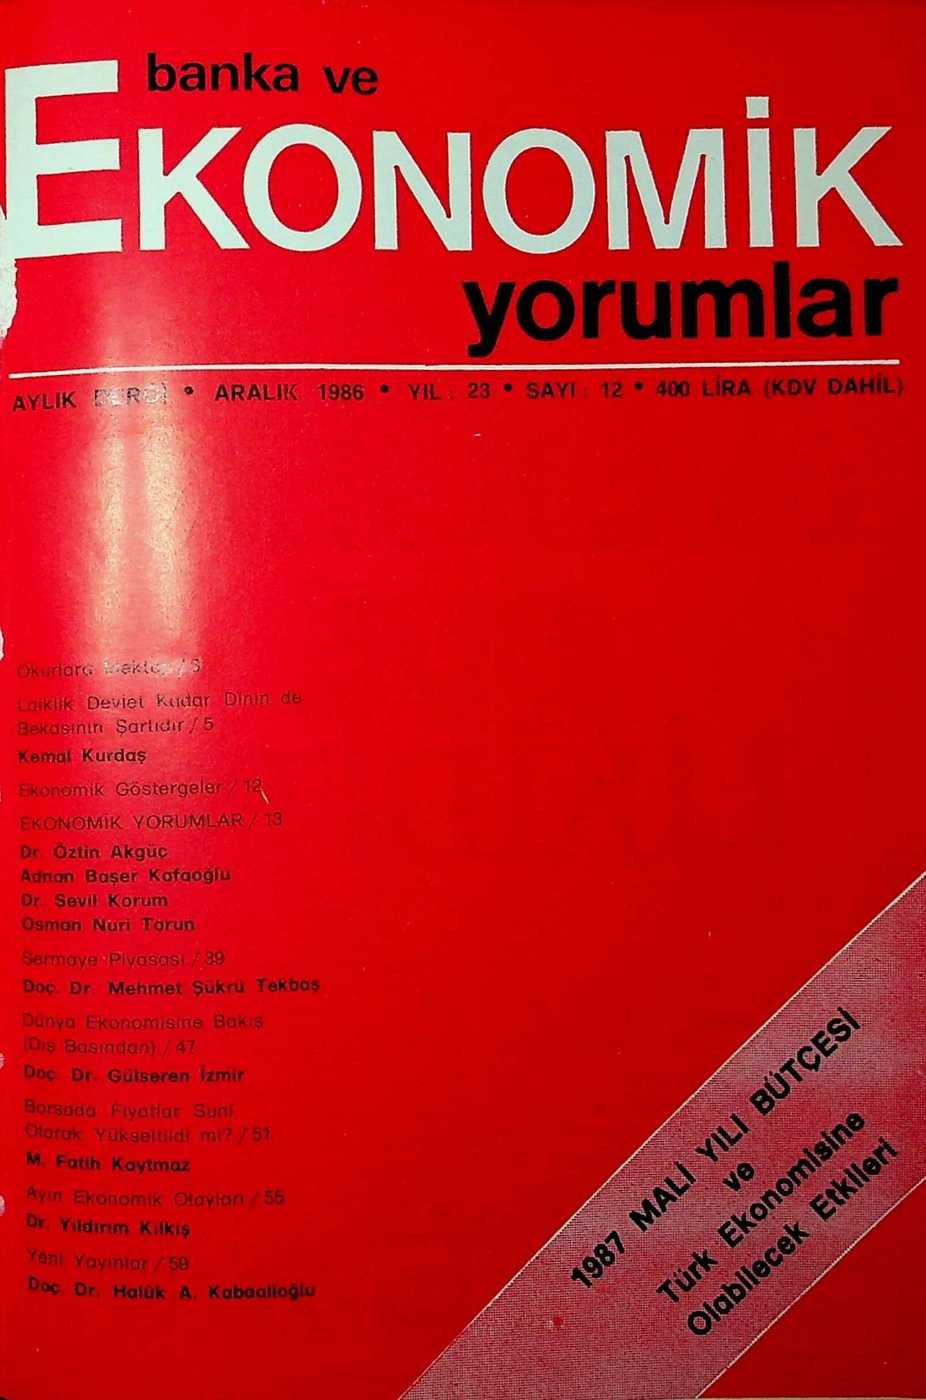 banka ve
EKONOMİK
yorumlar
AYLIK DERGİ • ARALIK 1986 • YIL : 23 • SAYI : 12 • 400 LİRA (KDV DAHİL)
Okurlara Mektup / 3
Laiklik Devlet Kadar Dinin de
Bekasının Şartıdır / 5
Kemal Kurdaş
Ekonomik Göstergeler / 12
EKONOMİK YORUMLAR / 13
Dr. Öztin Akgüç
Adnan Başer Kafaoğlu
Dr. Sevil Korum
Osman Nuri Torun
Sermaye Piyasası / 39
Doç. Dr. Mehmet Şükrü Tekbaş
Dünya Ekonomisine Bakış
(Dış Basından) / 47
Doç. Dr. Gülseren İzmir
Borsada Fiyatlar Suni
Olarak Yükseltildi mi? / 51
M. Fatih Kaytmaz
Ayın Ekonomik Olayları / 55
Dr. Yıldırım Kılkış
Yeni Yayınlar / 59
Doç. Dr. Halûk A. Kabaalioğlu
1987 MALİ YILI BÜTÇESİ
ve
Türk Ekonomisine
Olabilecek Etkileri